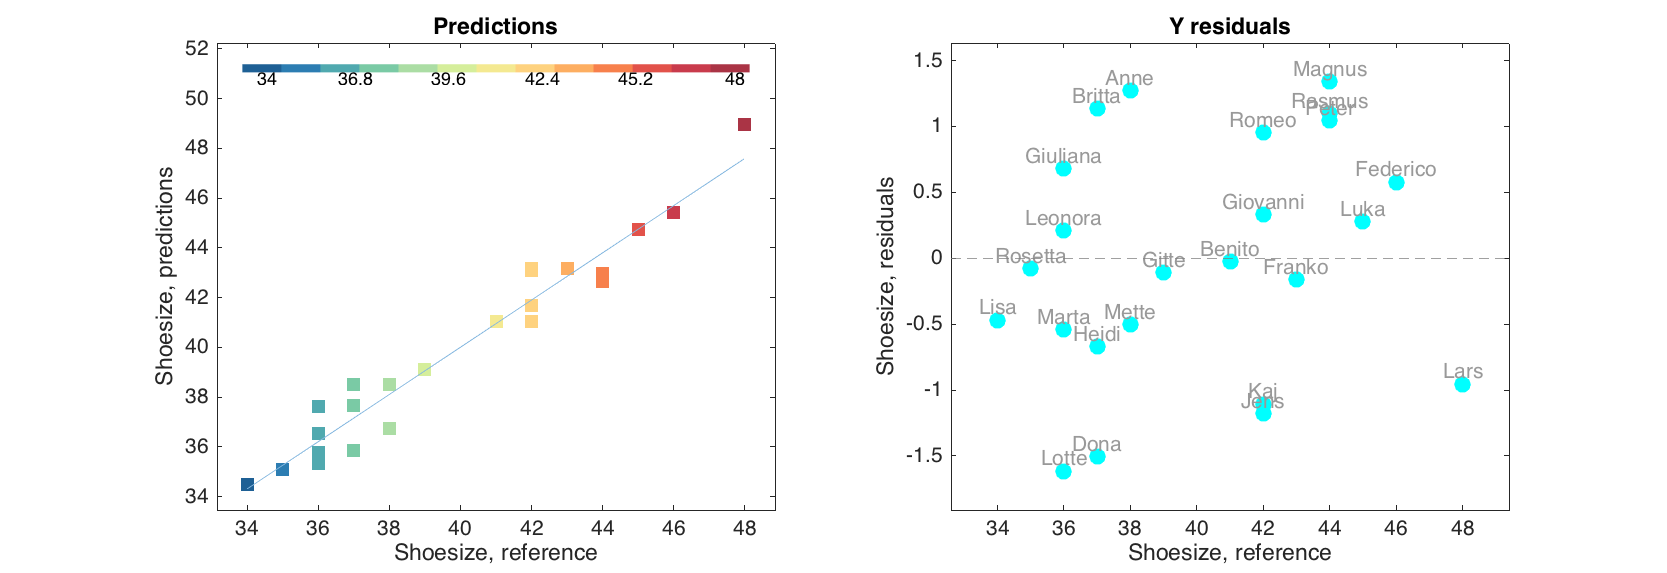 Predictions
52
50
48
46
44
42
40
38
36
34
34 36.8 39.6 42.4 45.2 48
34 36 38 40 42 44 46 48
Shoesize, reference
Shoesize, predictions
Y residuals
1.5
1
0.5
0
-0.5
-1
-1.5
Magnus
Anne
Britta
Rasmus
Peter
Romeo
Giuliana
Federico
Giovanni
Luka
Leonora
Benito
Rosetta
Gitte
Franko
Lisa
Mette
Marta
Heidi
Lars
Kaj
Jens
Dona
Lotte
34 36 38 40 42 44 46 48
Shoesize, reference
Shoesize, residuals